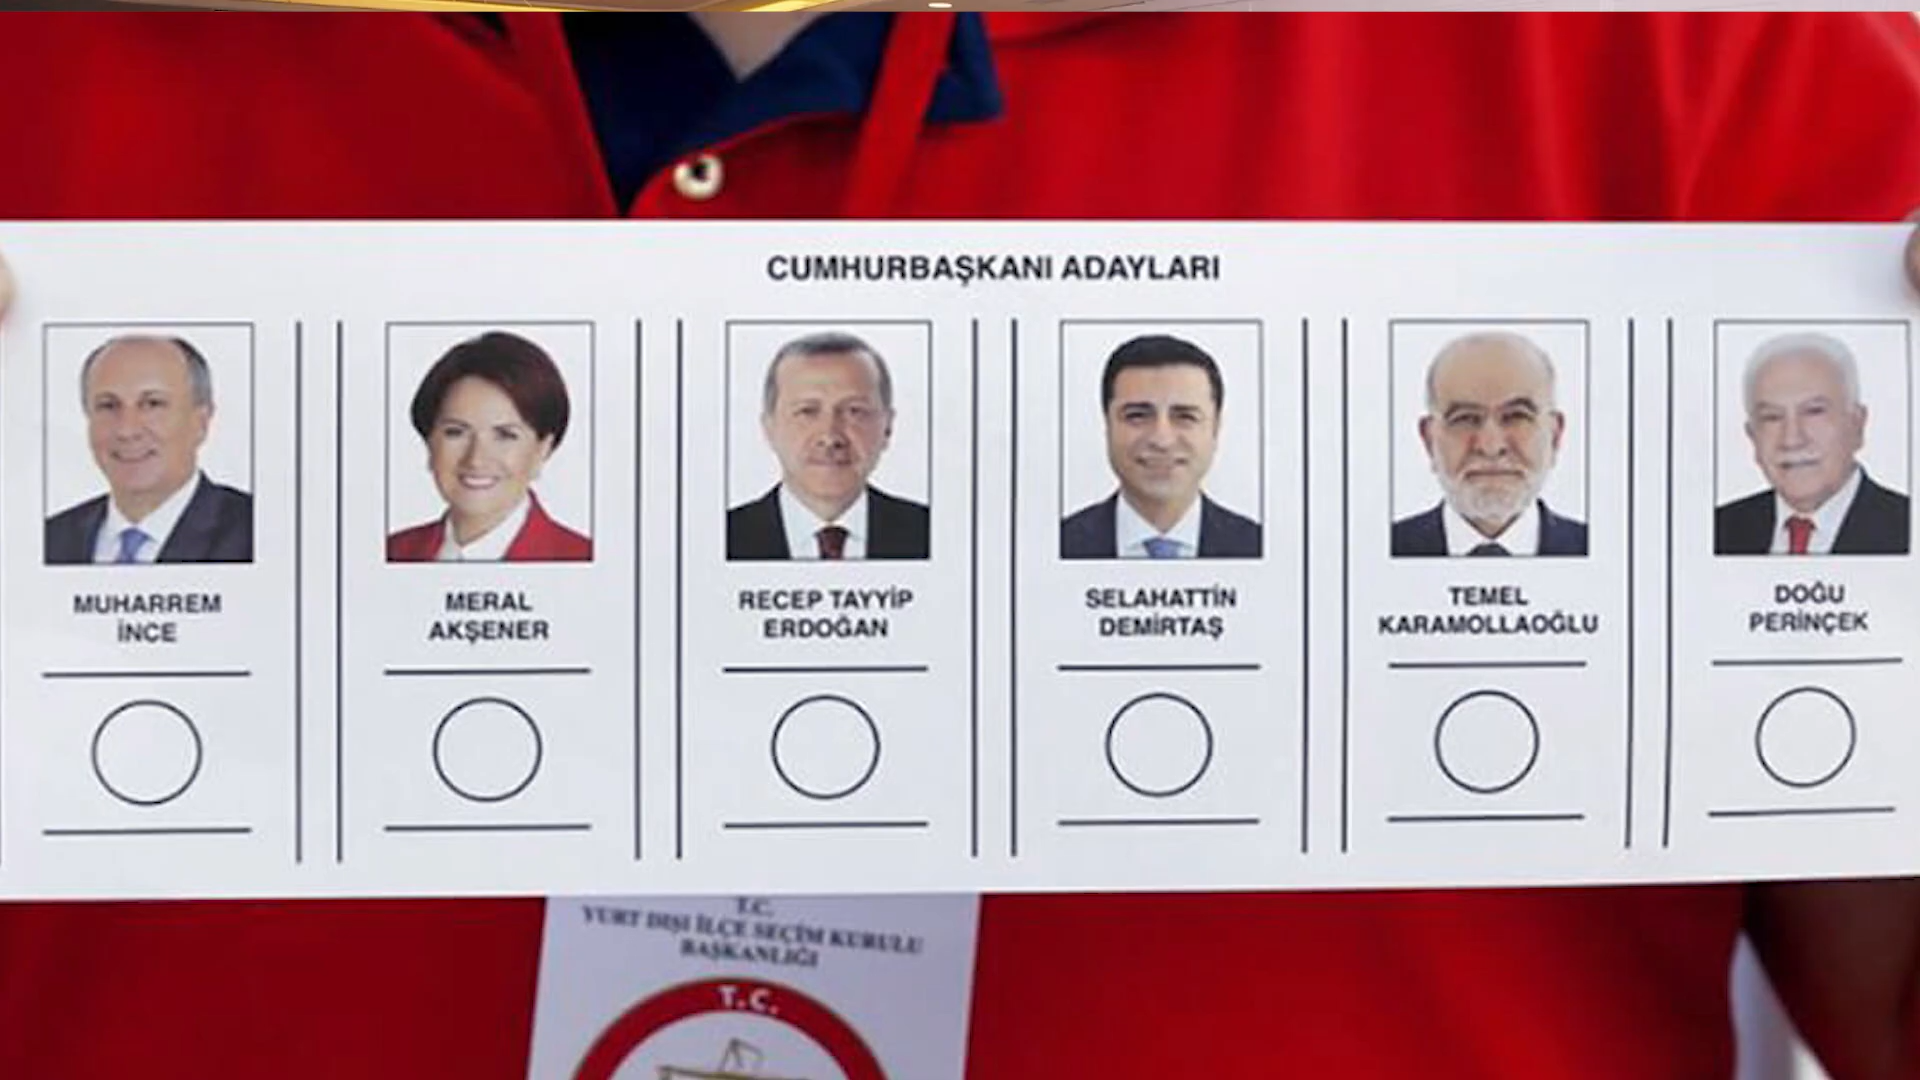 CUMHURBAŞKANI ADAYLARI
MUHARREM
İNCE
MERAL
AKŞENER
RECEP TAYYİP
ERDOĞAN
SELAHATTİN
DEMİRTAŞ
TEMEL
KARAMOLLAOĞLU
DOĞU
PERİNÇEK
T.C.
YURT DIŞI İLÇE SEÇİM KURULU
BAŞKANLIĞI
T.C.